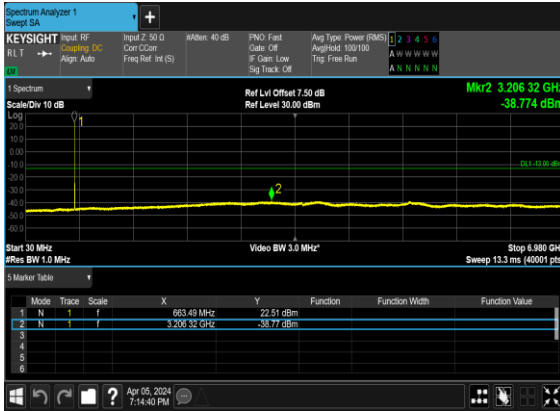 Spectrum Analyzer 1
Swept SA
+
KEYSIGHT Input: RF Input Z: 50 Ω #Atten: 40 dB PNO: Fast Avg Type: Power (RMS) 1 2 3 4 5 6
RLT Coupling: DC Corr CCorr Gate: Off Avg|Hold: 100/100 A W W W W W
Align: Auto Freq Ref: Int (S) IF Gain: Low Trig: Free Run
Sig Track: Off A N N N N N
1 Spectrum Ref Lvl Offset 7.50 dB Mkr2 3.206 32 GHz
Scale/Div 10 dB Ref Level 30.00 dBm -38.774 dBm
Log
20.0
10.0
0.00
-10.0 DL1 -13.00 dBm
-20.0
-30.0
-40.0
-50.0
-60.0
1
2
Start 30 MHz Video BW 3.0 MHz* Stop 6.980 GH
#Res BW 1.0 MHz Sweep 13.3 ms (40001 pts
5 Marker Table
Mode Trace Scale X Y Function Function Width Function Value
1 N 1 f 663.49 MHz 22.51 dBm
2 N 1 f 3.206 32 GHz -38.77 dBm
3
4
5
6
? Apr 05, 2024
7:14:40 PM